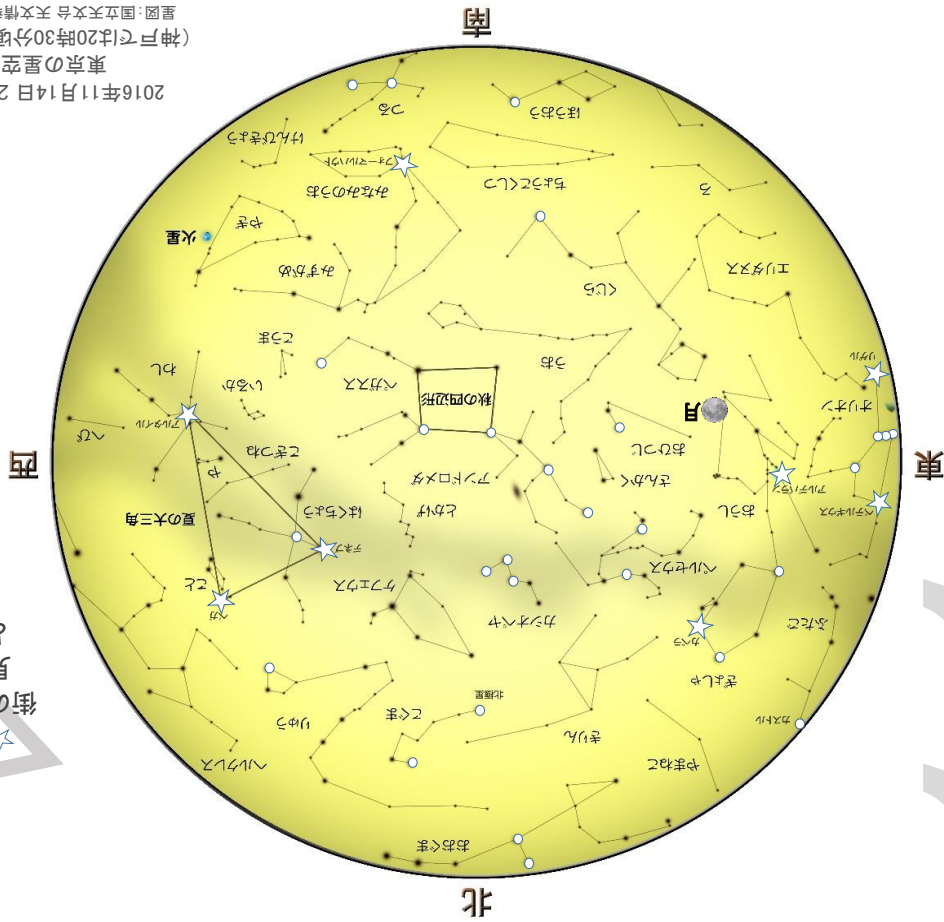 北
おおぐま
やまねこ
カストル
きりん
こぐま
北極星
りゅう
ヘルクレス
街の
ぎょしゃ
カペラ
ふたご
カシオペヤ
ケフェウス
こと
ベガ
ペルセウス
デネブ
夏の大三角
ベテルギウス
おうし
アルデバラン
とかげ
はくちょう
さんかく
アンドロメダ
や
東
西
おひつじ
こぎつね
アルタイル
へび
オリオン
月
秋の四辺形
ペガスス
いるか
わし
リゲル
うお
こうま
くじら
エリダヌス
みずがめ
やぎ
火星
ろ
ちょうこくしつ
みなみのうお
フォーマルハウト
けんびきょう
ほうおう
つる
2016年11月14日 2
東京の星空
(神戸では20時30分頃
星図:国立天文台 天文情
南